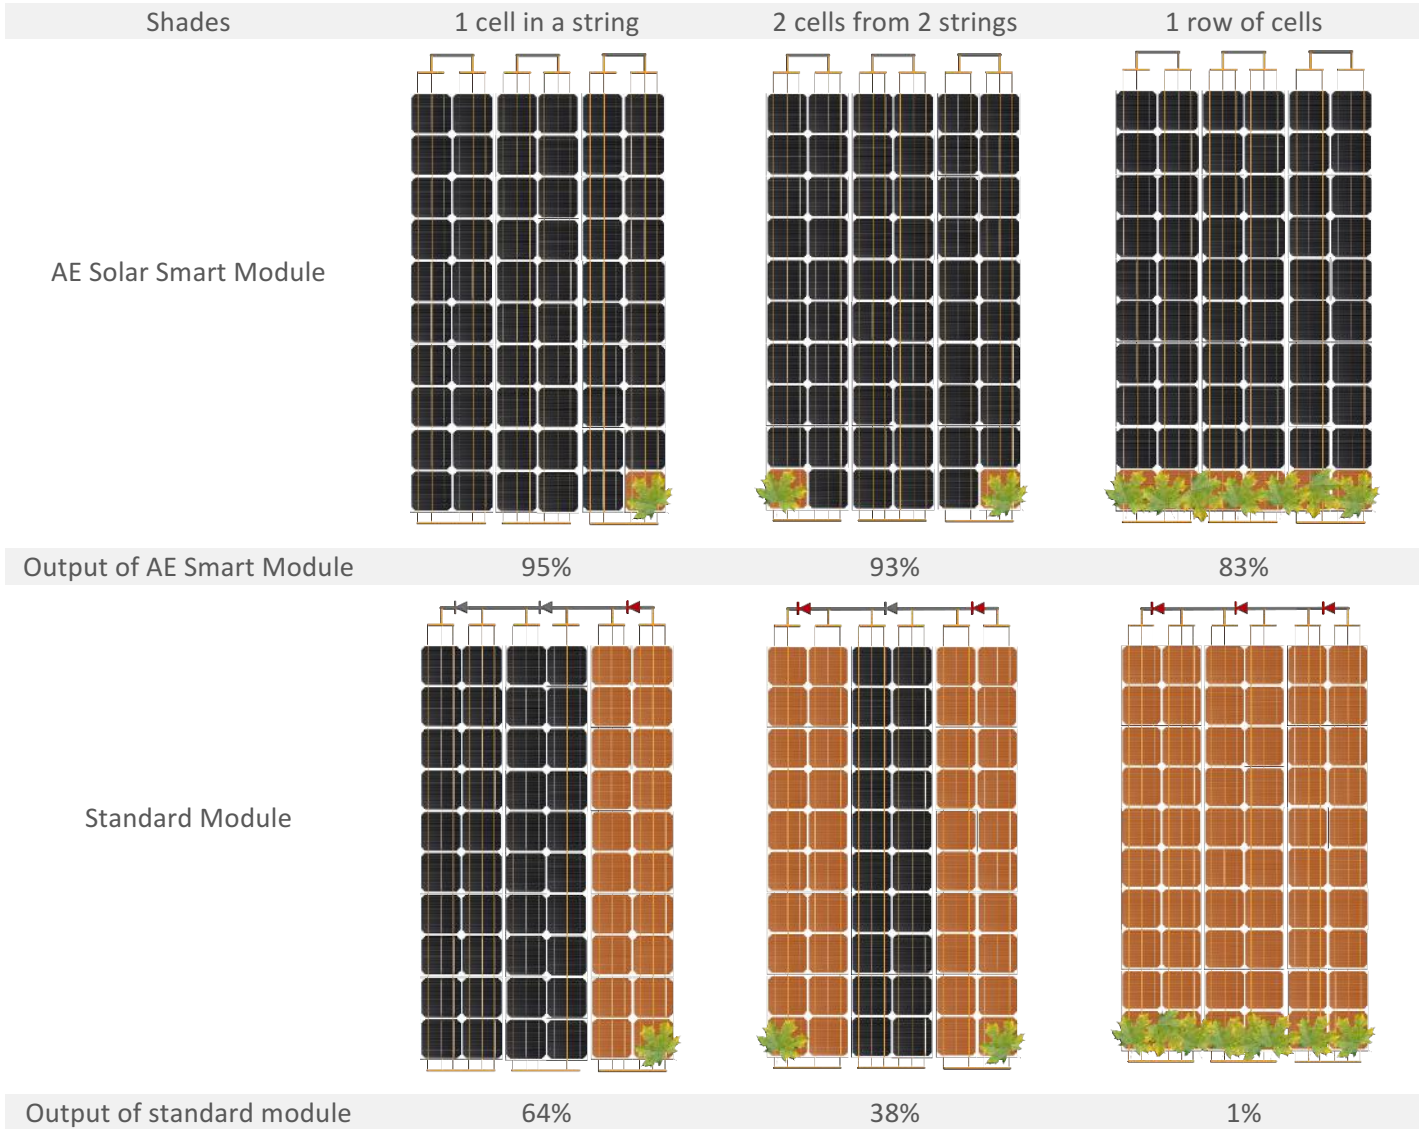 Shades 1 cell in a string 2 cells from 2 strings 1 row of cells
AE Solar Smart Module
Output of AE Smart Module 95% 93% 83%
Standard Module
Output of standard module 64% 38% 1%